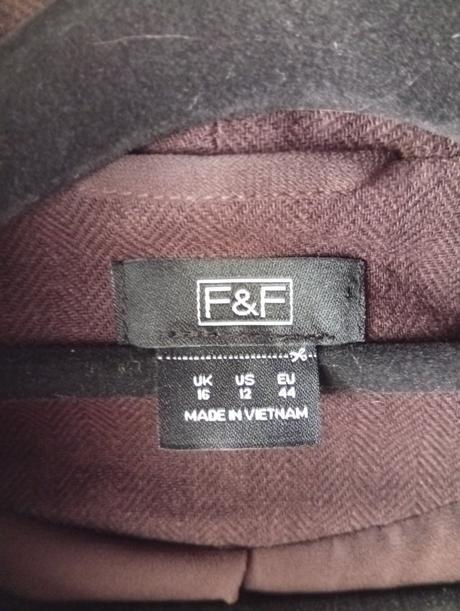 F&F
UK US EU
16 12 44
MADE IN VIETNAM